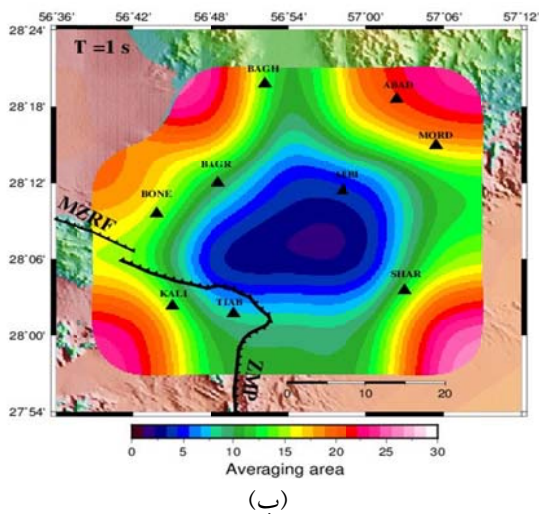 56˚36' 56˚42' 56˚48' 56˚54' 57˚00' 57˚06' 57˚12'
28˚24'
T =1 s
BAGH
ABAD
28˚18'
MORD
BAGR
28˚12'
BONE
MZRF
28˚06'
SHAR
KALI
TIAB
28˚00'
ZMP
0 10 20
27˚54'
0 5 10 15 20 25 30
Averaging area
(ب)